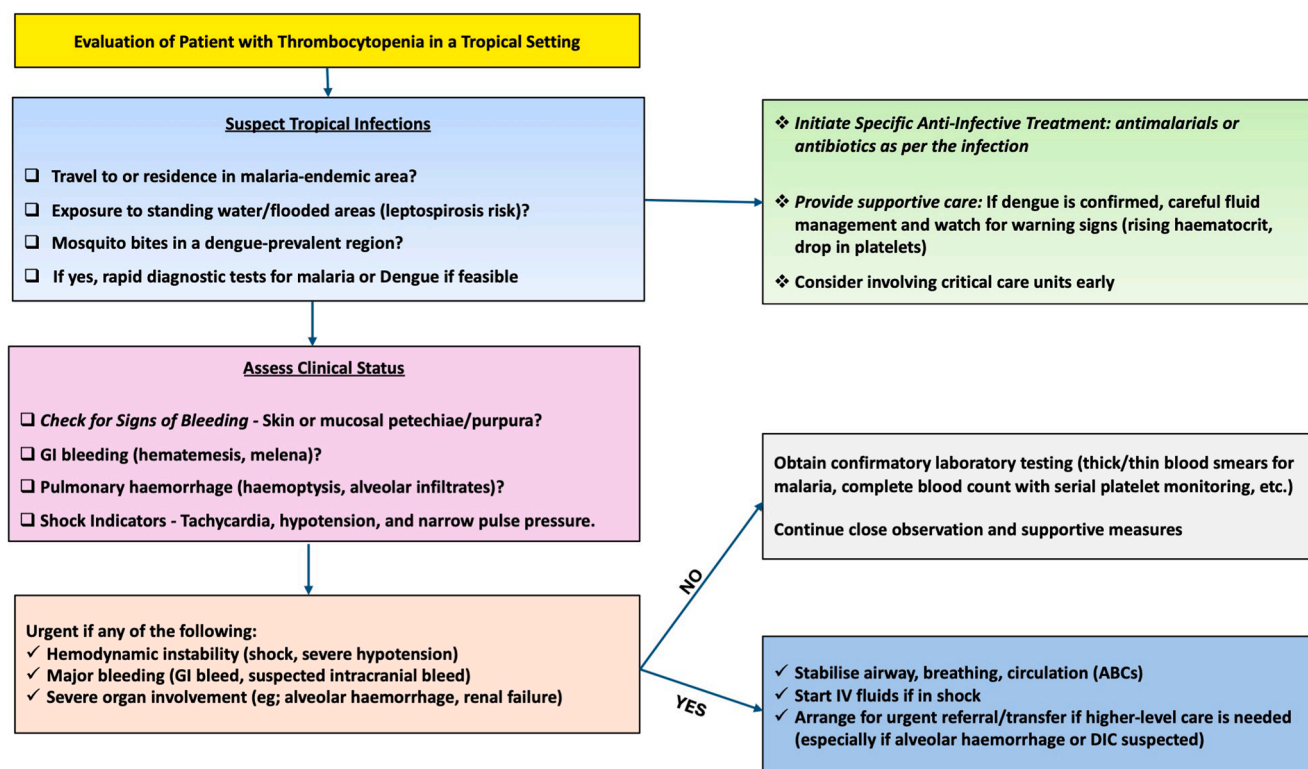 Evaluation of Patient with Thrombocytopenia in a Tropical Setting
Suspect Tropical Infections
Travel to or residence in malaria-endemic area?
Exposure to standing water/flooded areas (leptospirosis risk)?
Mosquito bites in a dengue-prevalent region?
If yes, rapid diagnostic tests for malaria or Dengue if feasible
Initiate Specific Anti-Infective Treatment: antimalarials or
antibiotics as per the infection
Provide supportive care: If dengue is confirmed, careful fluid
management and watch for warning signs (rising haematocrit,
drop in platelets)
Consider involving critical care units early
Assess Clinical Status
Check for Signs of Bleeding - Skin or mucosal petechiae/purpura?
GI bleeding (hematemesis, melena)?
Pulmonary haemorrhage (haemoptysis, alveolar infiltrates)?
Shock Indicators - Tachycardia, hypotension, and narrow pulse pressure.
Urgent if any of the following:
Hemodynamic instability (shock, severe hypotension)
Major bleeding (GI bleed, suspected intracranial bleed)
Severe organ involvement (eg; alveolar haemorrhage, renal failure)
NO
Obtain confirmatory laboratory testing (thick/thin blood smears for
malaria, complete blood count with serial platelet monitoring, etc.)
Continue close observation and supportive measures
YES
Stabilise airway, breathing, circulation (ABCs)
Start IV fluids if in shock
Arrange for urgent referral/transfer if higher-level care is needed
(especially if alveolar haemorrhage or DIC suspected)